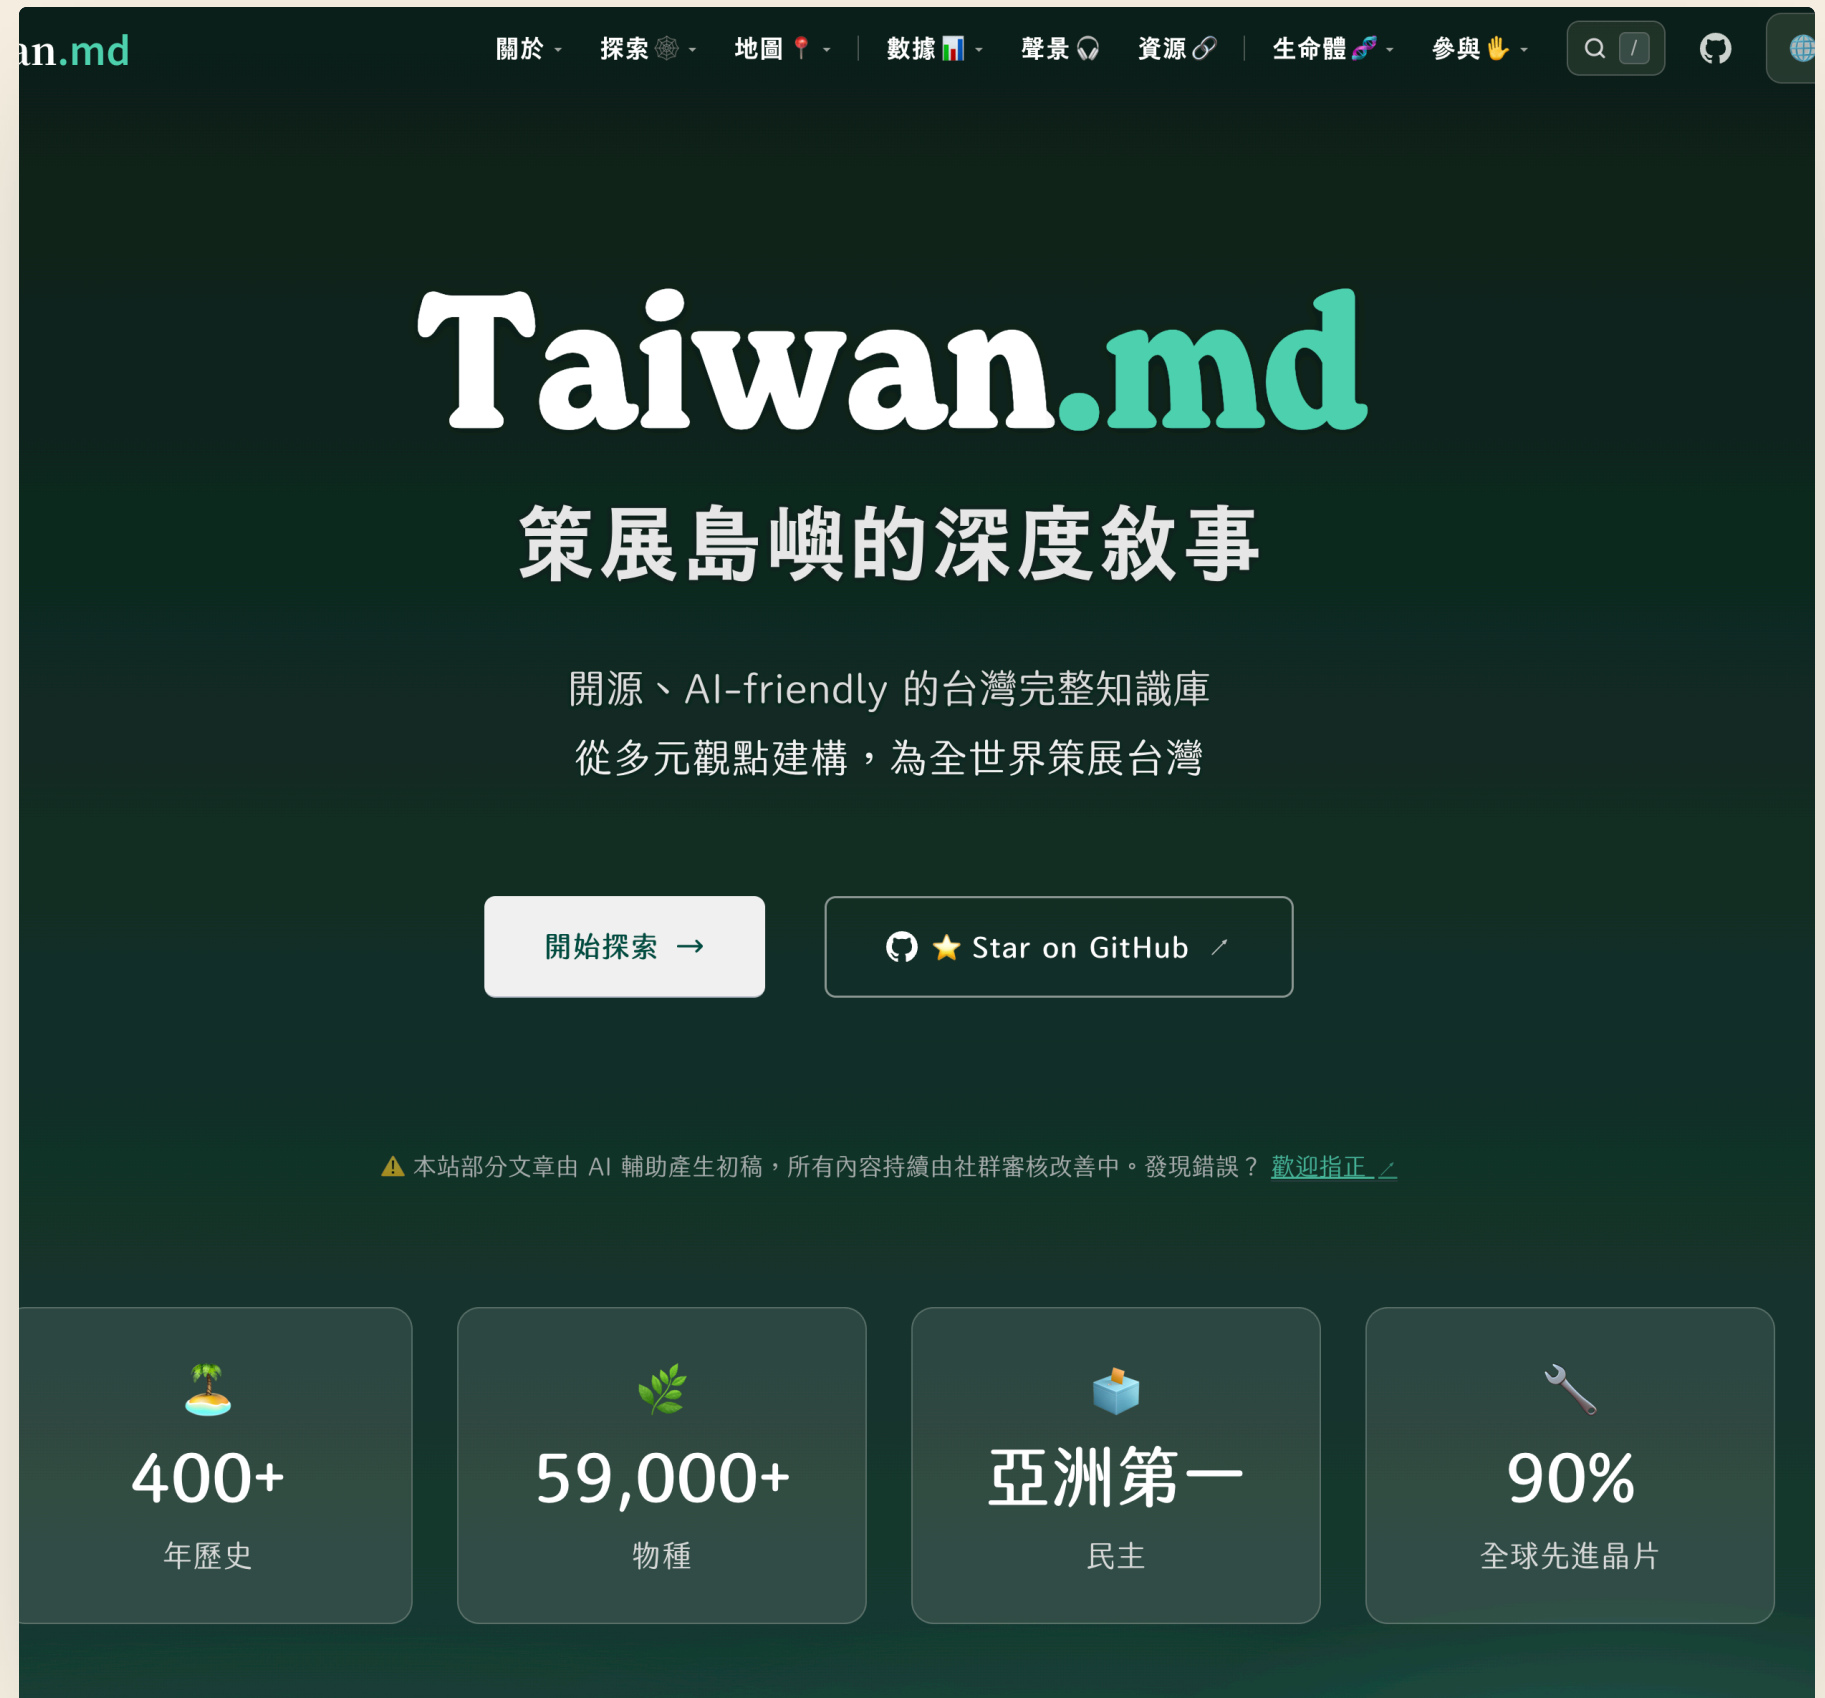 an.md
關於 探索 地圖 數據 聲景 資源 生命體 參與 /
Taiwan.md
策展島嶼的深度敘事
開源、AI-friendly 的台灣完整知識庫
從多元觀點建構，為全世界策展台灣
開始探索 →
Star on GitHub ↗
本站部分文章由 AI 輔助產生初稿，所有內容持續由社群審核改善中。發現錯誤？ 歡迎指正 ↗
400+
年歷史
59,000+
物種
亞洲第一
民主
90%
全球先進晶片